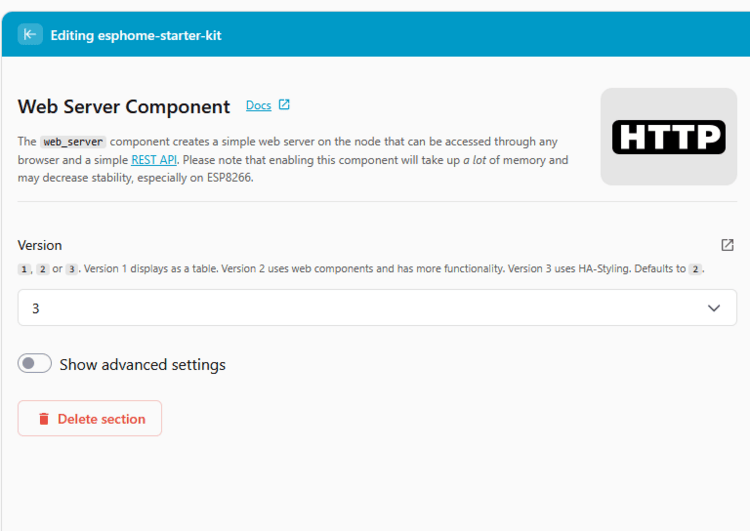 Editing esphome-starter-kit
Web Server Component Docs
HTTP
The web_server component creates a simple web server on the node that can be accessed through any
browser and a simple REST API. Please note that enabling this component will take up a lot of memory and
may decrease stability, especially on ESP8266.
Version
1, 2 or 3. Version 1 displays as a table. Version 2 uses web components and has more functionality. Version 3 uses HA-Styling. Defaults to 2.
3
Show advanced settings
Delete section